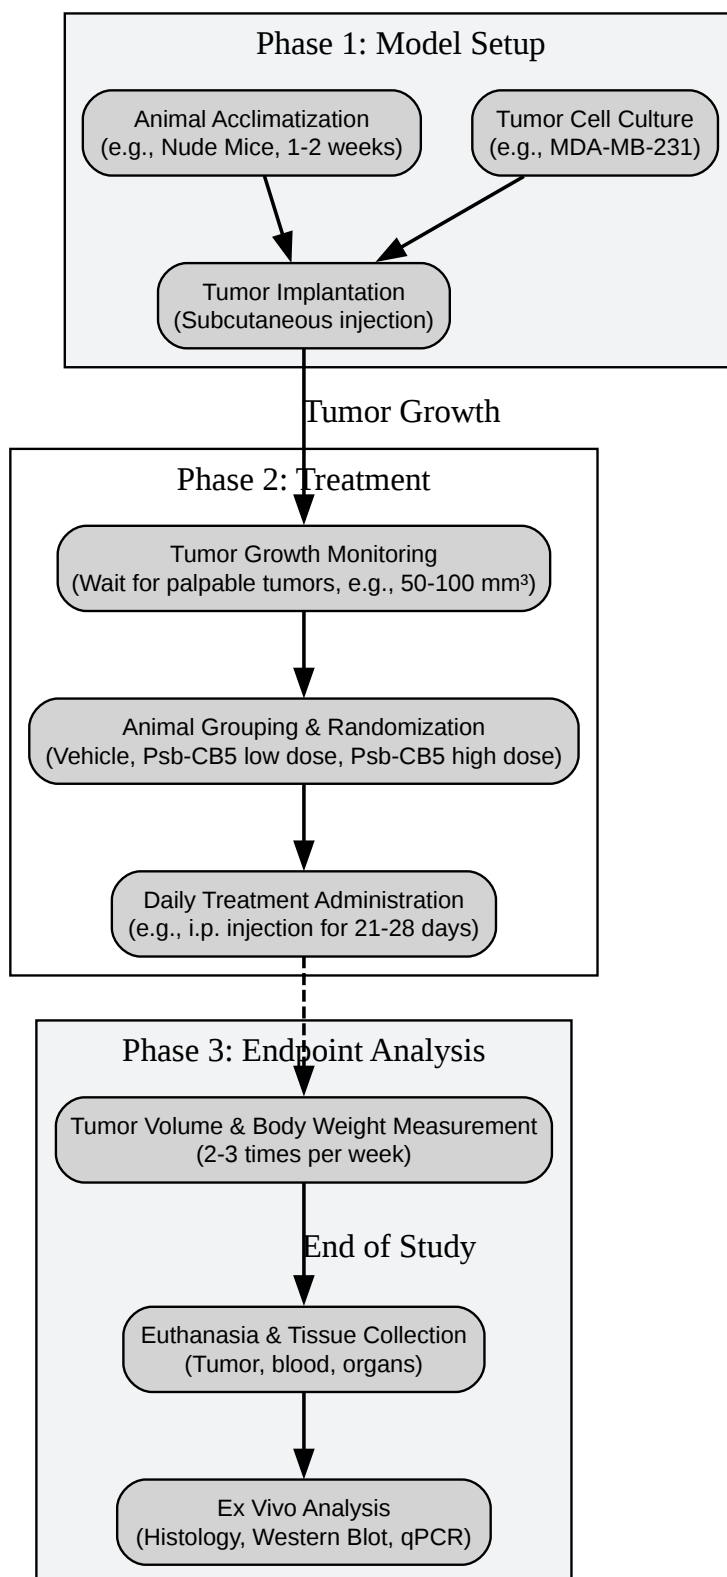 Phase 1: Model Setup
Animal Acclimatization
(e.g., Nude Mice, 1-2 weeks)
Tumor Cell Culture
(e.g., MDA-MB-231)
Tumor Implantation
(Subcutaneous injection)
Tumor Growth
Phase 2: Treatment
Tumor Growth Monitoring
(Wait for palpable tumors, e.g., 50-100 mm³)
Animal Grouping & Randomization
(Vehicle, Psb-CB5 low dose, Psb-CB5 high dose)
Daily Treatment Administration
(e.g., i.p. injection for 21-28 days)
Phase 3: Endpoint Analysis
Tumor Volume & Body Weight Measurement
(2-3 times per week)
End of Study
Euthanasia & Tissue Collection
(Tumor, blood, organs)
Ex Vivo Analysis
(Histology, Western Blot, qPCR)